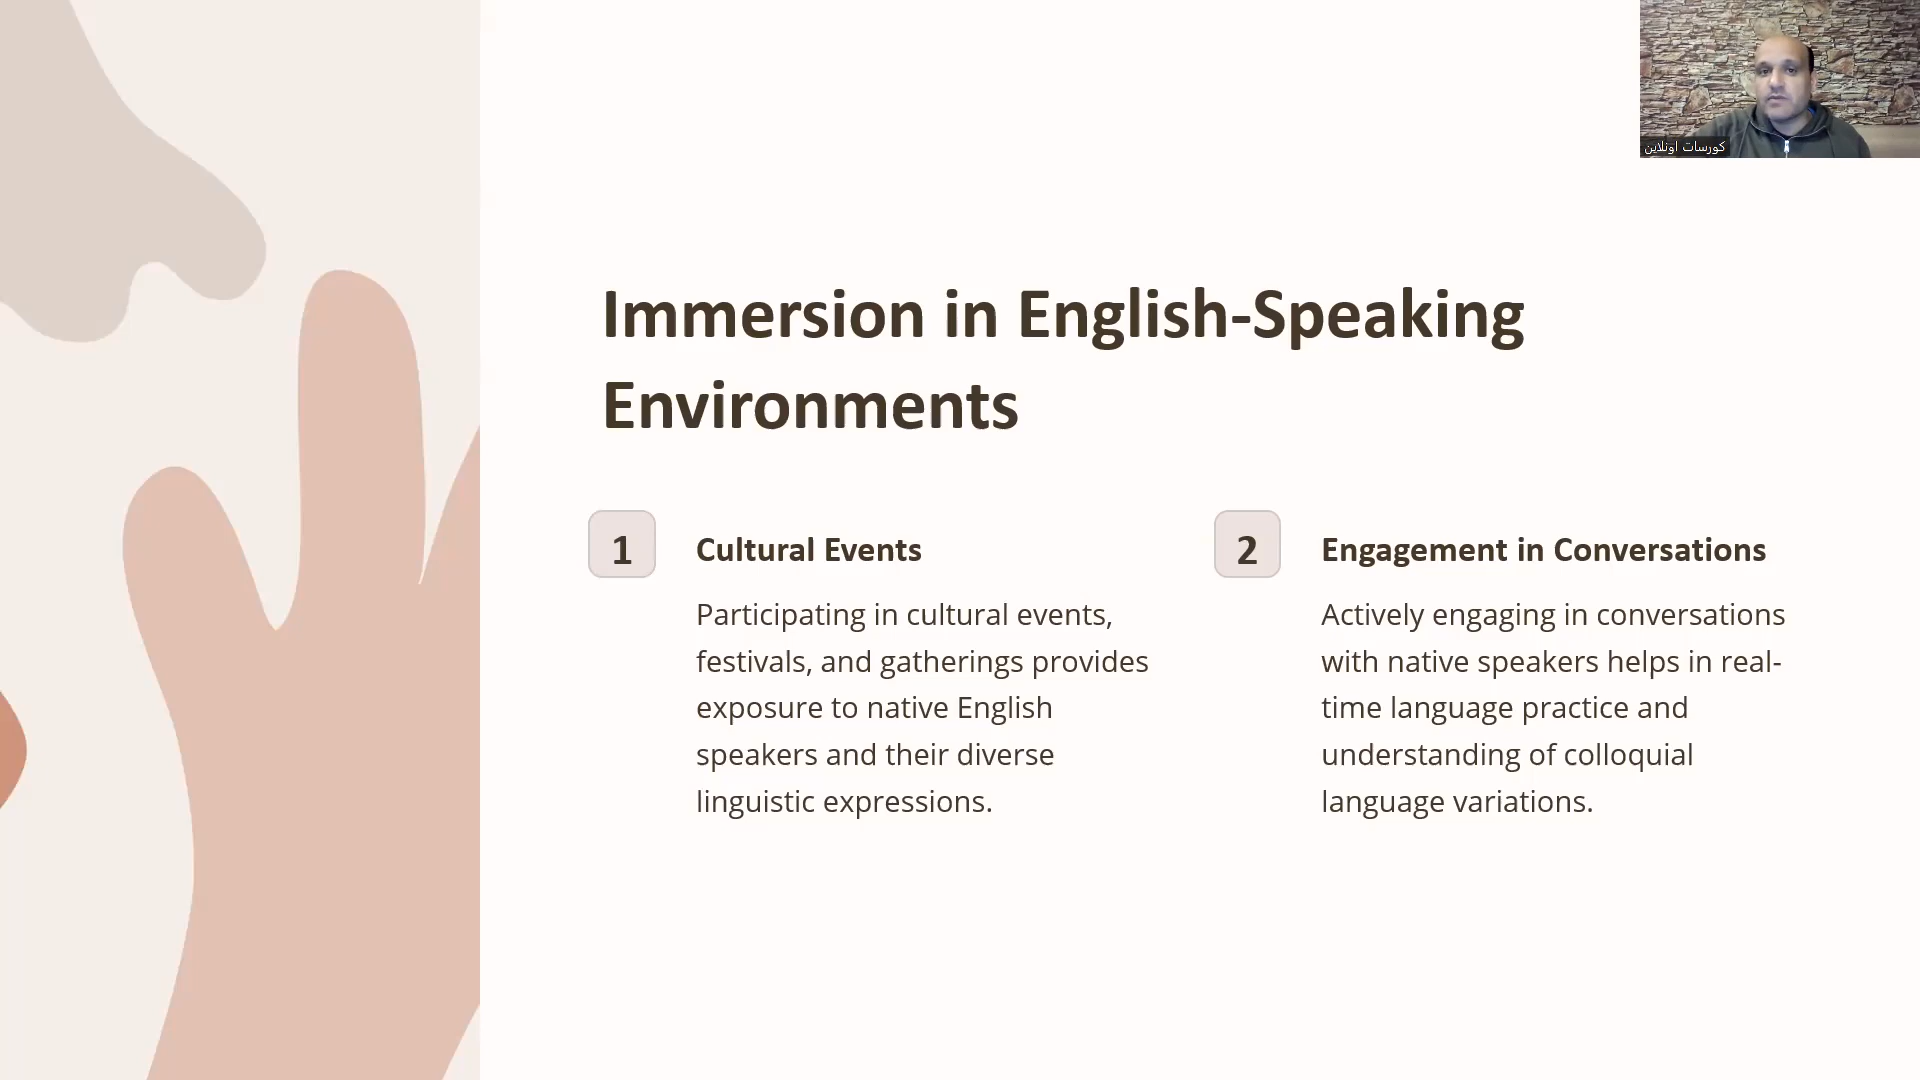 كورسات اونلاين
Immersion in English-Speaking
Environments
1
Cultural Events
Participating in cultural events,
festivals, and gatherings provides
exposure to native English
speakers and their diverse
linguistic expressions.
2
Engagement in Conversations
Actively engaging in conversations
with native speakers helps in real-
time language practice and
understanding of colloquial
language variations.